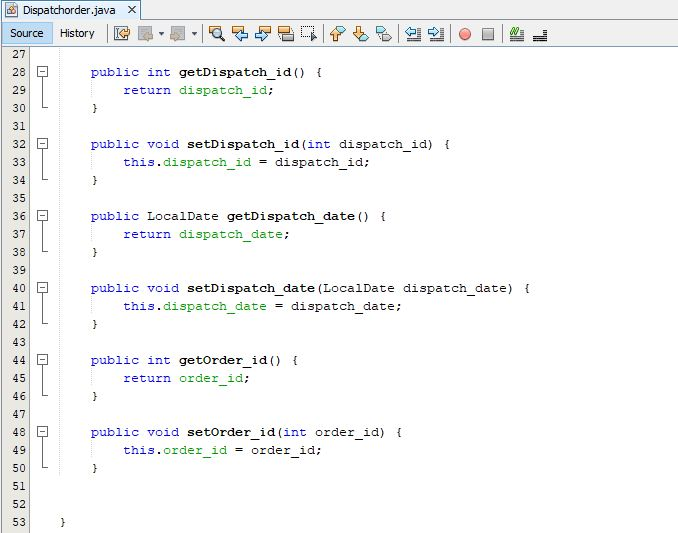 Dispatchorder.java
Source History
27
28 public int getDispatch_id() {
29 return dispatch_id;
30 }
31
32 public void setDispatch_id(int dispatch_id) {
33 this.dispatch_id = dispatch_id;
34 }
35
36 public LocalDate getDispatch_date() {
37 return dispatch_date;
38 }
39
40 public void setDispatch_date(LocalDate dispatch_date) {
41 this.dispatch_date = dispatch_date;
42 }
43
44 public int getOrder_id() {
45 return order_id;
46 }
47
48 public void setOrder_id(int order_id) {
49 this.order_id = order_id;
50 }
51
52
53 }